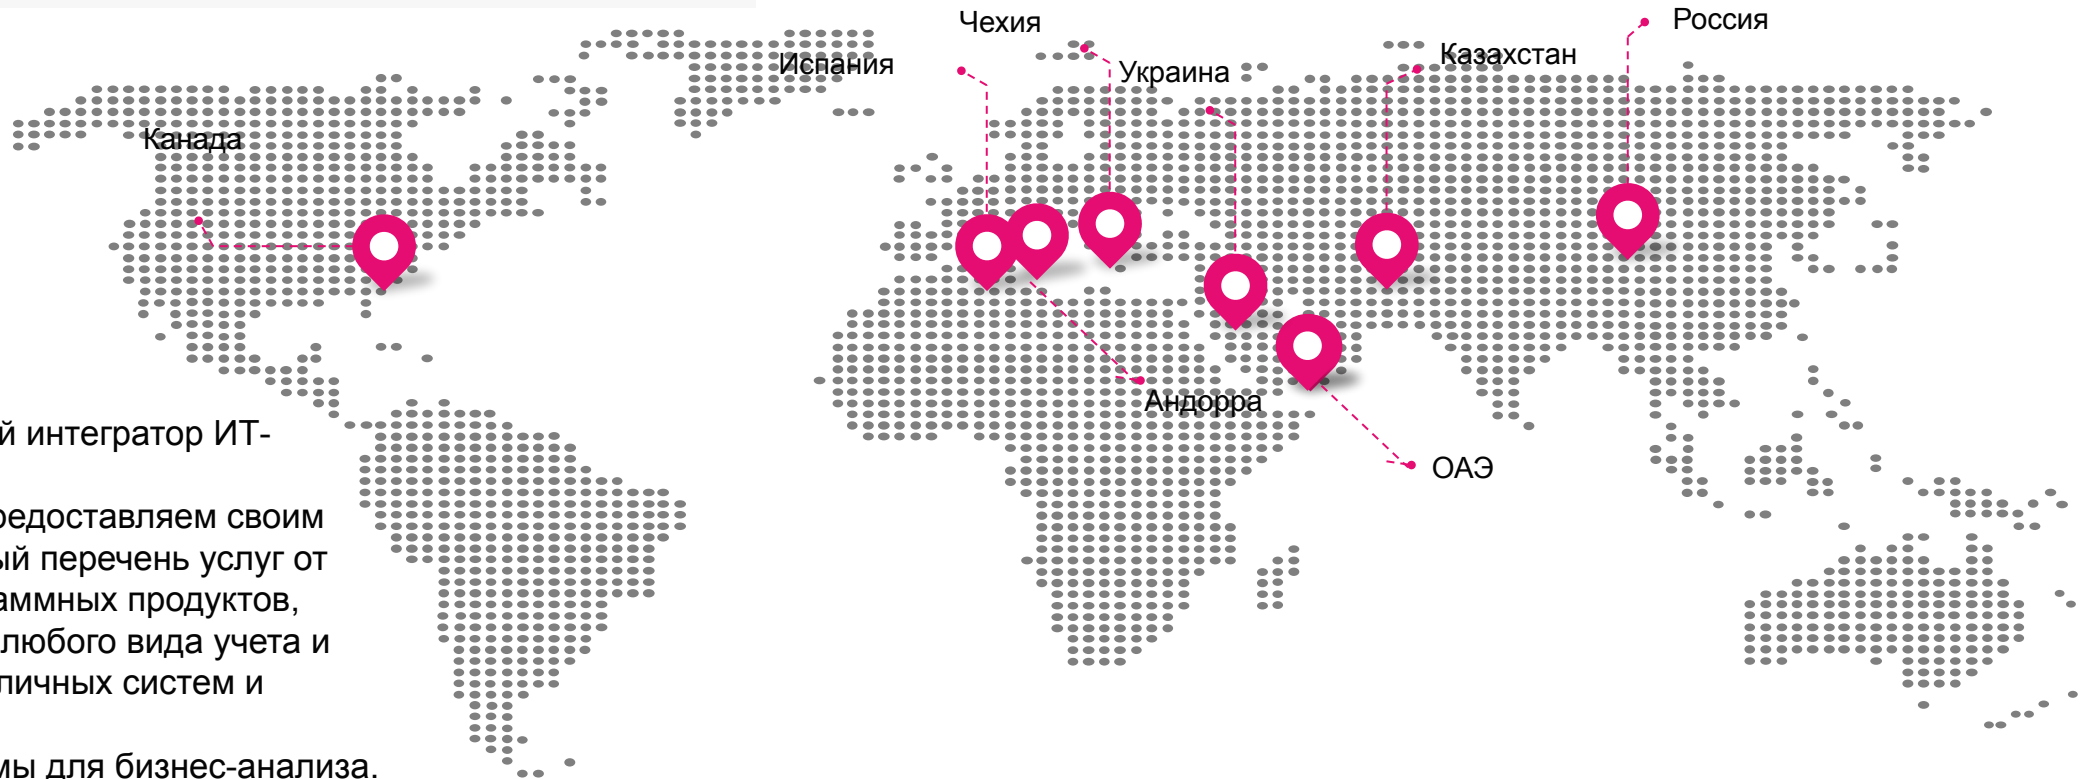 Чехия
Россия
Испания
Украина
Казахстан
Канада
Андорра
ОАЭ
й интегратор ИТ-
редоставляем своим
ый перечень услуг от
аммных продуктов,
любого вида учета и
личных систем и
мы для бизнес-анализа.